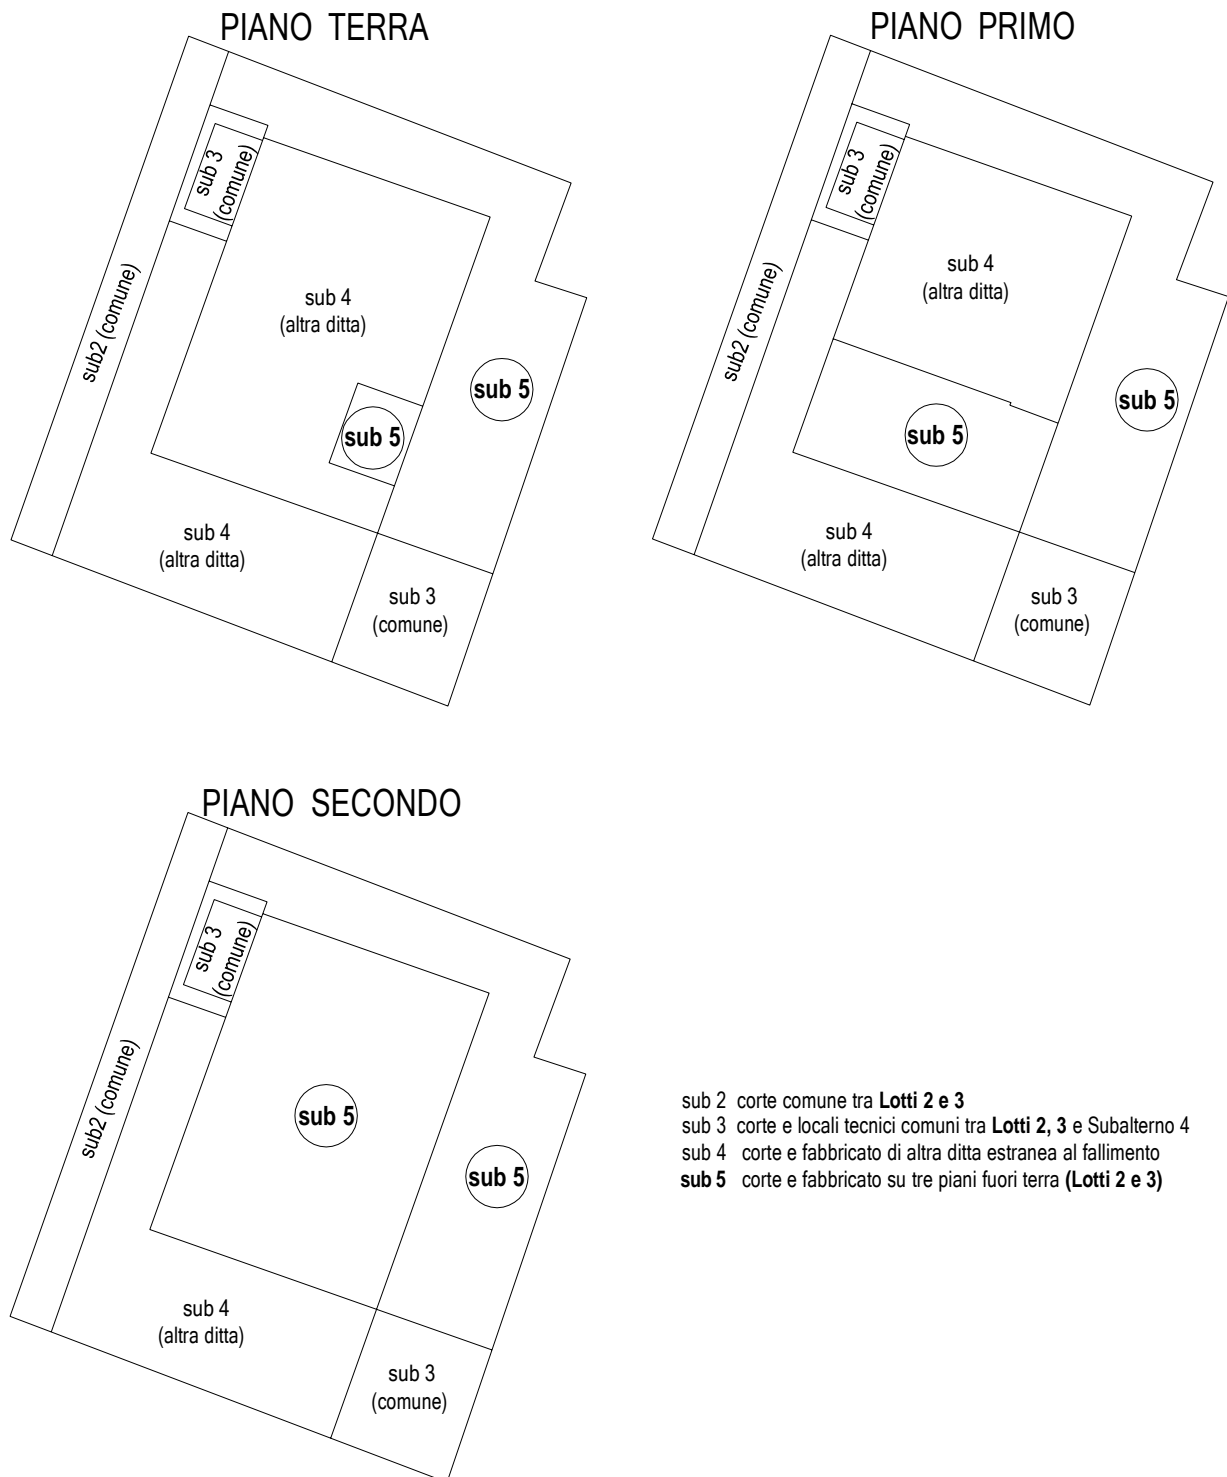 PIANO TERRA
sub 3
(comune)
sub2 (comune)
sub 4
(altra ditta)
sub 5
sub 5
sub 4
(altra ditta)
sub 3
(comune)
PIANO PRIMO
sub 3
(comune)
sub2 (comune)
sub 4
(altra ditta)
sub 5
sub 5
sub 4
(altra ditta)
sub 3
(comune)
PIANO SECONDO
sub 3
(comune)
sub2 (comune)
sub 5
sub 5
sub 4
(altra ditta)
sub 3
(comune)
sub 2 corte comune tra Lotti 2 e 3
sub 3 corte e locali tecnici comuni tra Lotti 2, 3 e Subalterno 4
sub 4 corte e fabbricato di altra ditta estranea al fallimento
sub 5 corte e fabbricato su tre piani fuori terra (Lotti 2 e 3)